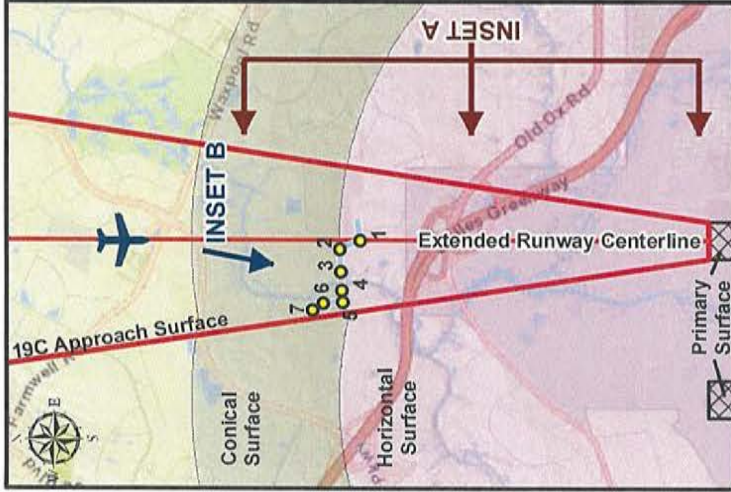 Farmwell R
Waxpool Rd
19C Approach Surface
INSET B
INSET A
Conical
Surface
7
6
5
4
3
2
1
Horizontal
Surface
Old Ox Rd
Dulles Greenway
Pkwy
Extended Runway Centerline
Primary
Surface
E
S